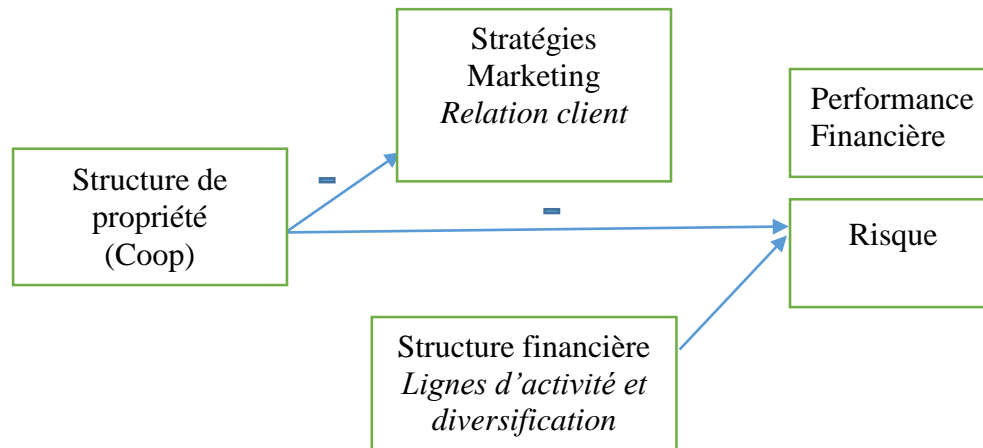 Stratégies
Marketing
Relation client
Performance
Financière
Structure de
propriété
(Coop)
-
-
Risque
Structure financière
Lignes d’activité et
diversification